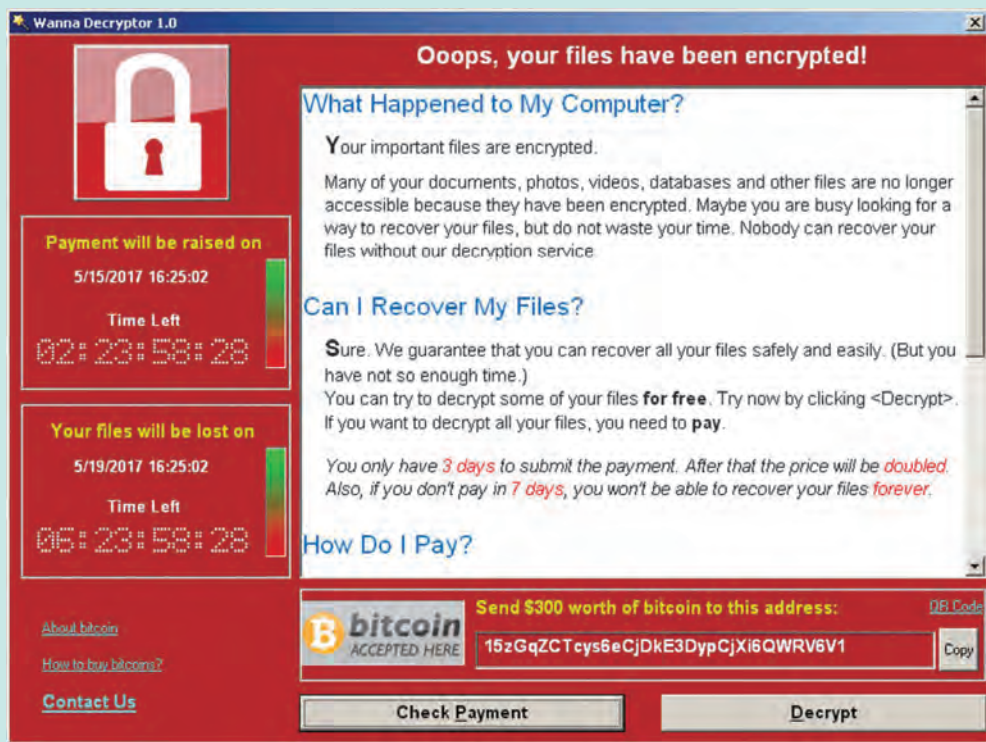 Wanna Decryptor 1.0
Ooops, your files have been encrypted!
What Happened to My Computer?
Your important files are encrypted.
Many of your documents, photos, videos, databases and other files are no longer
accessible because they have been encrypted. Maybe you are busy looking for a
way to recover your files, but do not waste your time. Nobody can recover your
files without our decryption service
Can I Recover My Files?
Sure. We guarantee that you can recover all your files safely and easily. (But you
have not so enough time.)
You can try to decrypt some of your files for free. Try now by clicking <Decrypt>.
If you want to decrypt all your files, you need to pay.
You only have 3 days to submit the payment. After that the price will be doubled.
Also, if you don't pay in 7 days, you won't be able to recover your files forever.
How Do I Pay?
Payment will be raised on
5/15/2017 16:25:02
Time Left
02:23:58:28
Your files will be lost on
5/19/2017 16:25:02
Time Left
06:23:58:28
About bitcoin
How to buy bitcoins?
Contact Us
bitcoin
ACCEPTED HERE
Send $300 worth of bitcoin to this address:
QR Code
15zGqZCTcys6eCjDkE3DypCjXi6QWRV6V1
Copy
Check Payment
Decrypt